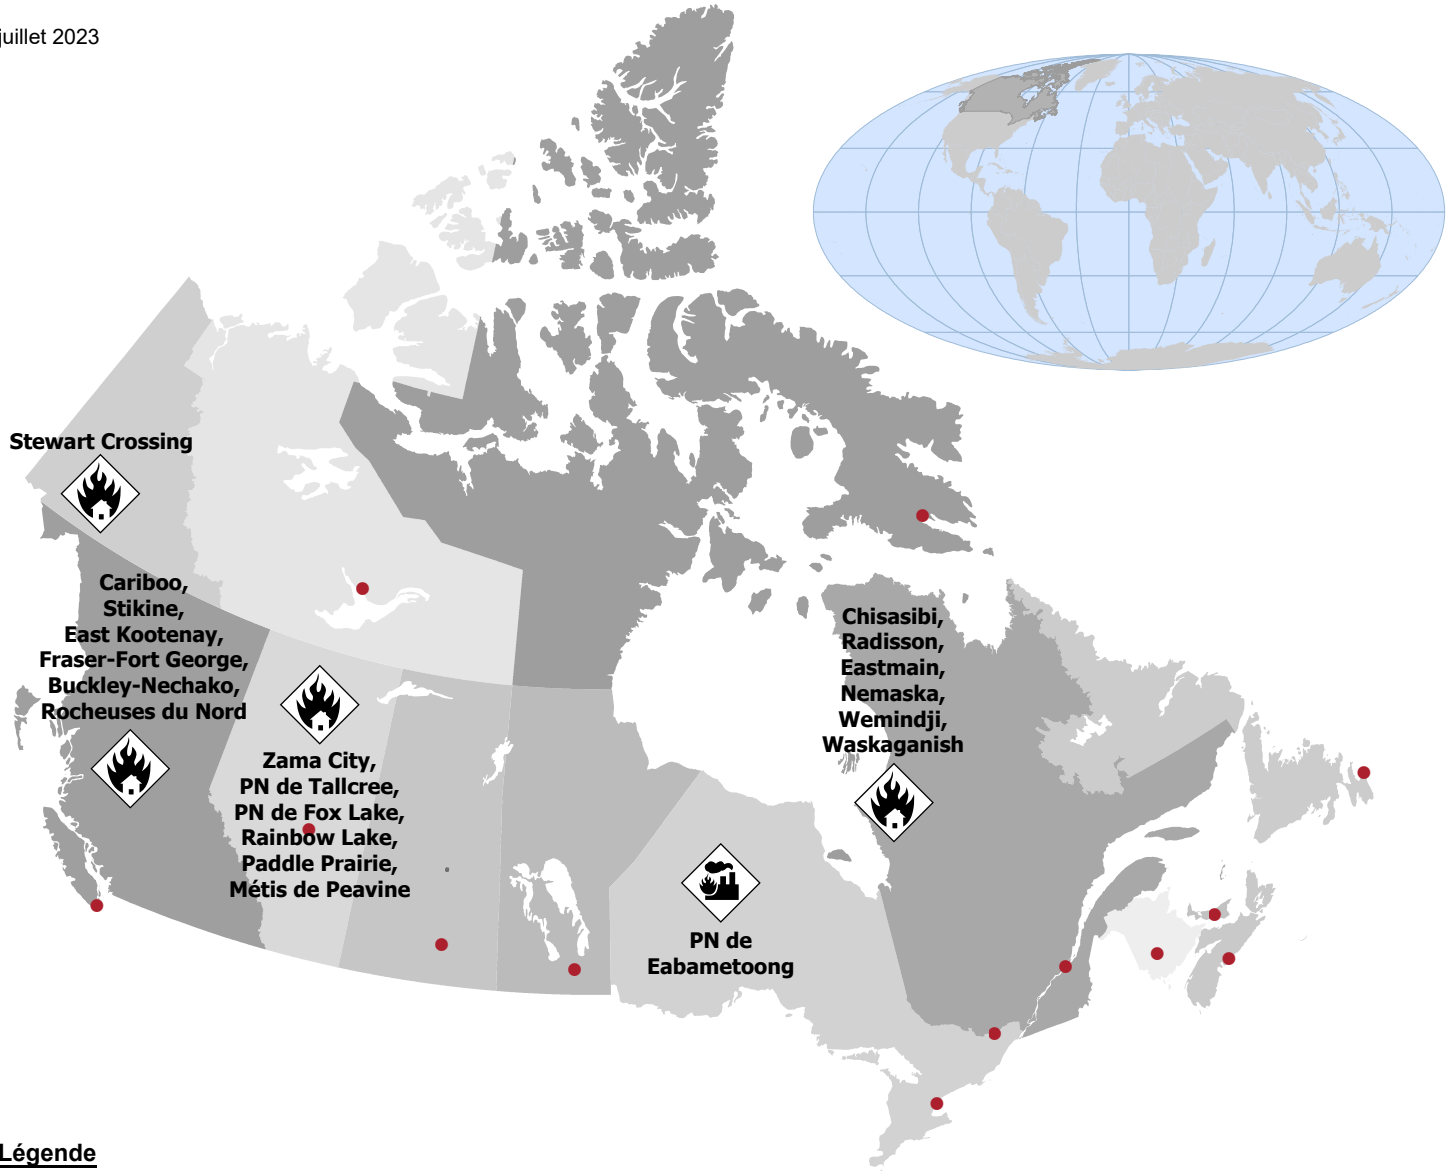 juillet 2023
Stewart Crossing
Cariboo,
Stikine,
East Kootenay,
Fraser-Fort George,
Buckley-Nechako,
Rocheuses du Nord
Zama City,
PN de Tallcree,
PN de Fox Lake,
Rainbow Lake,
Paddle Prairie,
Métis de Peavine
Chisasibi,
Radisson,
Eastmain,
Nemaska,
Wemindji,
Waskaganish
PN de
Eabametoong
Légende